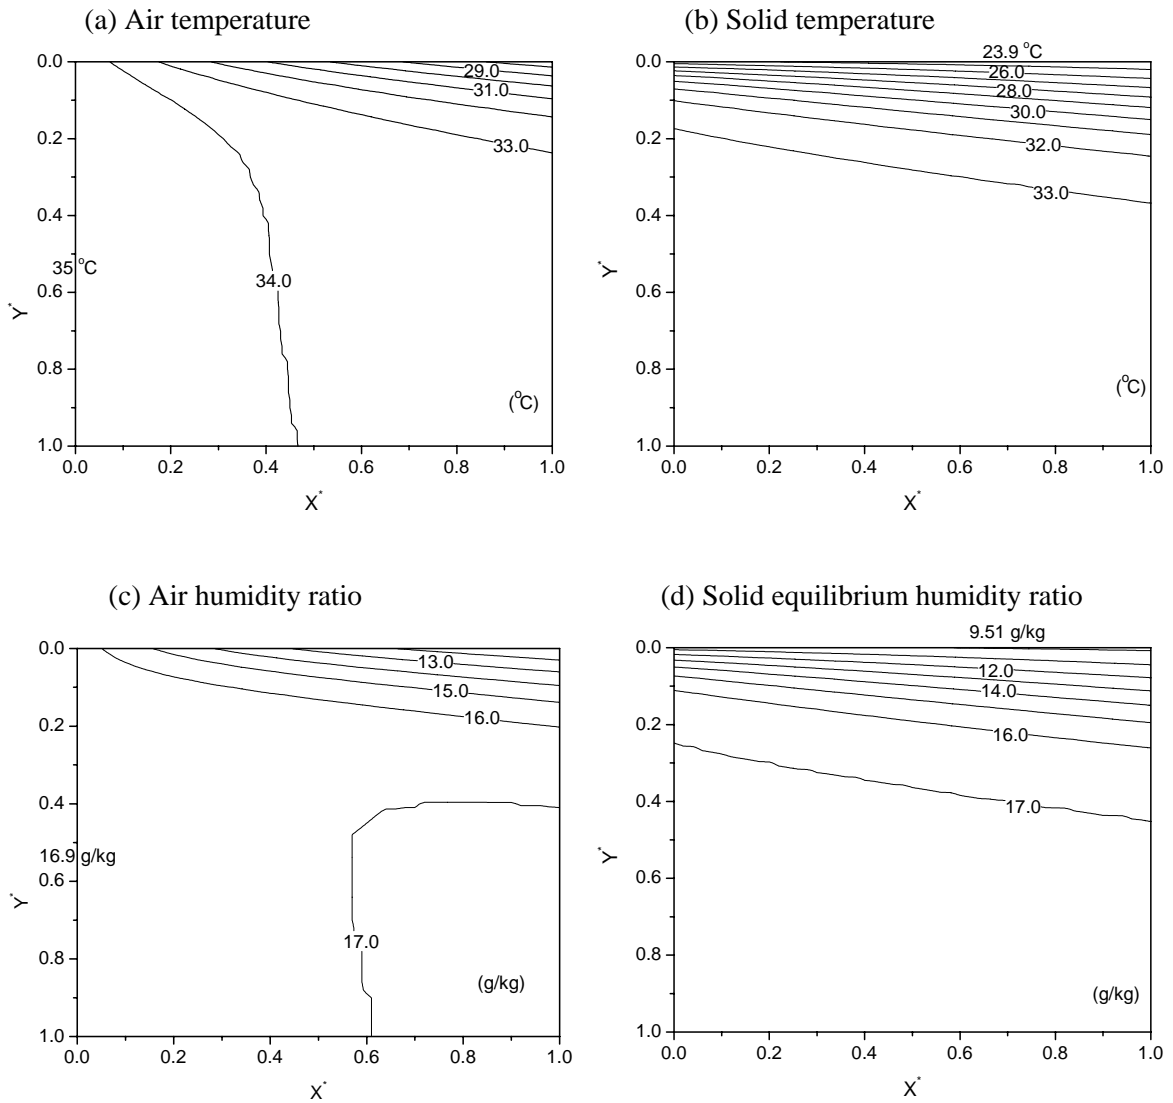 (a) Air temperature
0.0
0.2
0.4
0.6
0.8
1.0
0.0 0.2 0.4 0.6 0.8 1.0
X*
Y*
29.0
31.0
33.0
34.0
35 °C
(°C)
(b) Solid temperature
23.9 °C
0.0
0.2
0.4
0.6
0.8
1.0
0.0 0.2 0.4 0.6 0.8 1.0
X*
Y*
26.0
28.0
30.0
32.0
33.0
(°C)
(c) Air humidity ratio
0.0
0.2
0.4
0.6
0.8
1.0
0.0 0.2 0.4 0.6 0.8 1.0
X*
Y*
13.0
15.0
16.0
16.9 g/kg
17.0
(g/kg)
(d) Solid equilibrium humidity ratio
9.51 g/kg
0.0
0.2
0.4
0.6
0.8
1.0
0.0 0.2 0.4 0.6 0.8 1.0
X*
Y*
12.0
14.0
16.0
17.0
(g/kg)